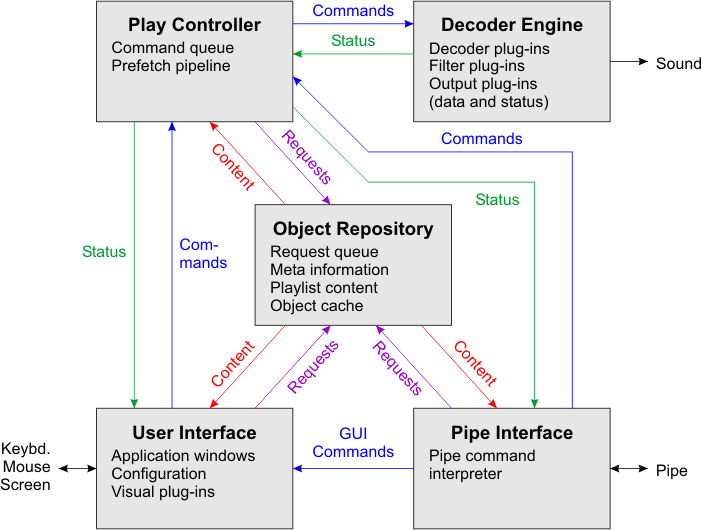 Play Controller
Command queue
Prefetch pipeline
Commands
Status
Decoder Engine
Decoder plug-ins
Filter plug-ins
Output plug-ins
(data and status)
Sound
Commands
Content
Requests
Status
Status
Com-
mands
Object Repository
Request queue
Meta information
Playlist content
Object cache
Content
Requests
Requests
Content
User Interface
Application windows
Configuration
Visual plug-ins
GUI
Commands
Pipe Interface
Pipe command
interpreter
Keybd.
Mouse
Screen
Pipe